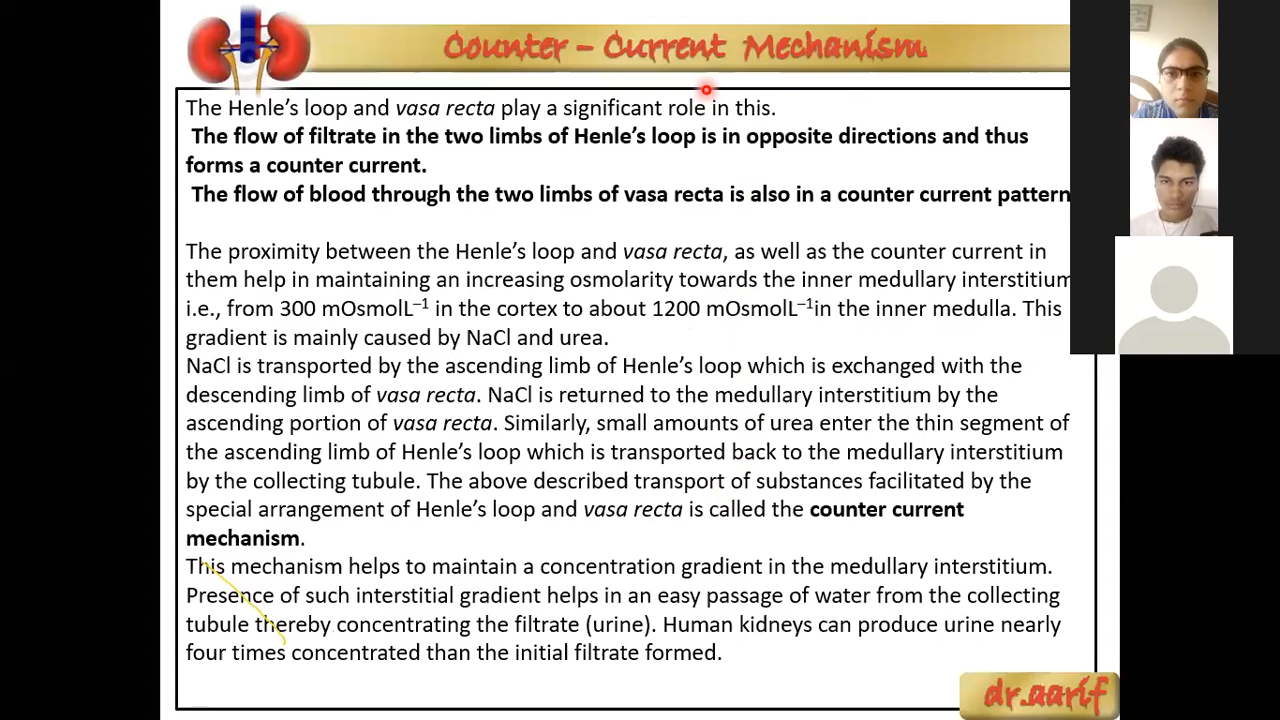 Counter – Current Mechanism
The Henle's loop and vasa recta play a significant role in this.
The flow of filtrate in the two limbs of Henle's loop is in opposite directions and thus
forms a counter current.
The flow of blood through the two limbs of vasa recta is also in a counter current pattern
The proximity between the Henle's loop and vasa recta, as well as the counter current in
them help in maintaining an increasing osmolarity towards the inner medullary interstitium
i.e., from 300 mOsmolL⁻¹ in the cortex to about 1200 mOsmolL⁻¹in the inner medulla. This
gradient is mainly caused by NaCl and urea.
NaCl is transported by the ascending limb of Henle's loop which is exchanged with the
descending limb of vasa recta. NaCl is returned to the medullary interstitium by the
ascending portion of vasa recta. Similarly, small amounts of urea enter the thin segment of
the ascending limb of Henle's loop which is transported back to the medullary interstitium
by the collecting tubule. The above described transport of substances facilitated by the
special arrangement of Henle's loop and vasa recta is called the counter current
mechanism.
This mechanism helps to maintain a concentration gradient in the medullary interstitium.
Presence of such interstitial gradient helps in an easy passage of water from the collecting
tubule thereby concentrating the filtrate (urine). Human kidneys can produce urine nearly
four times concentrated than the initial filtrate formed.
dr.aarif